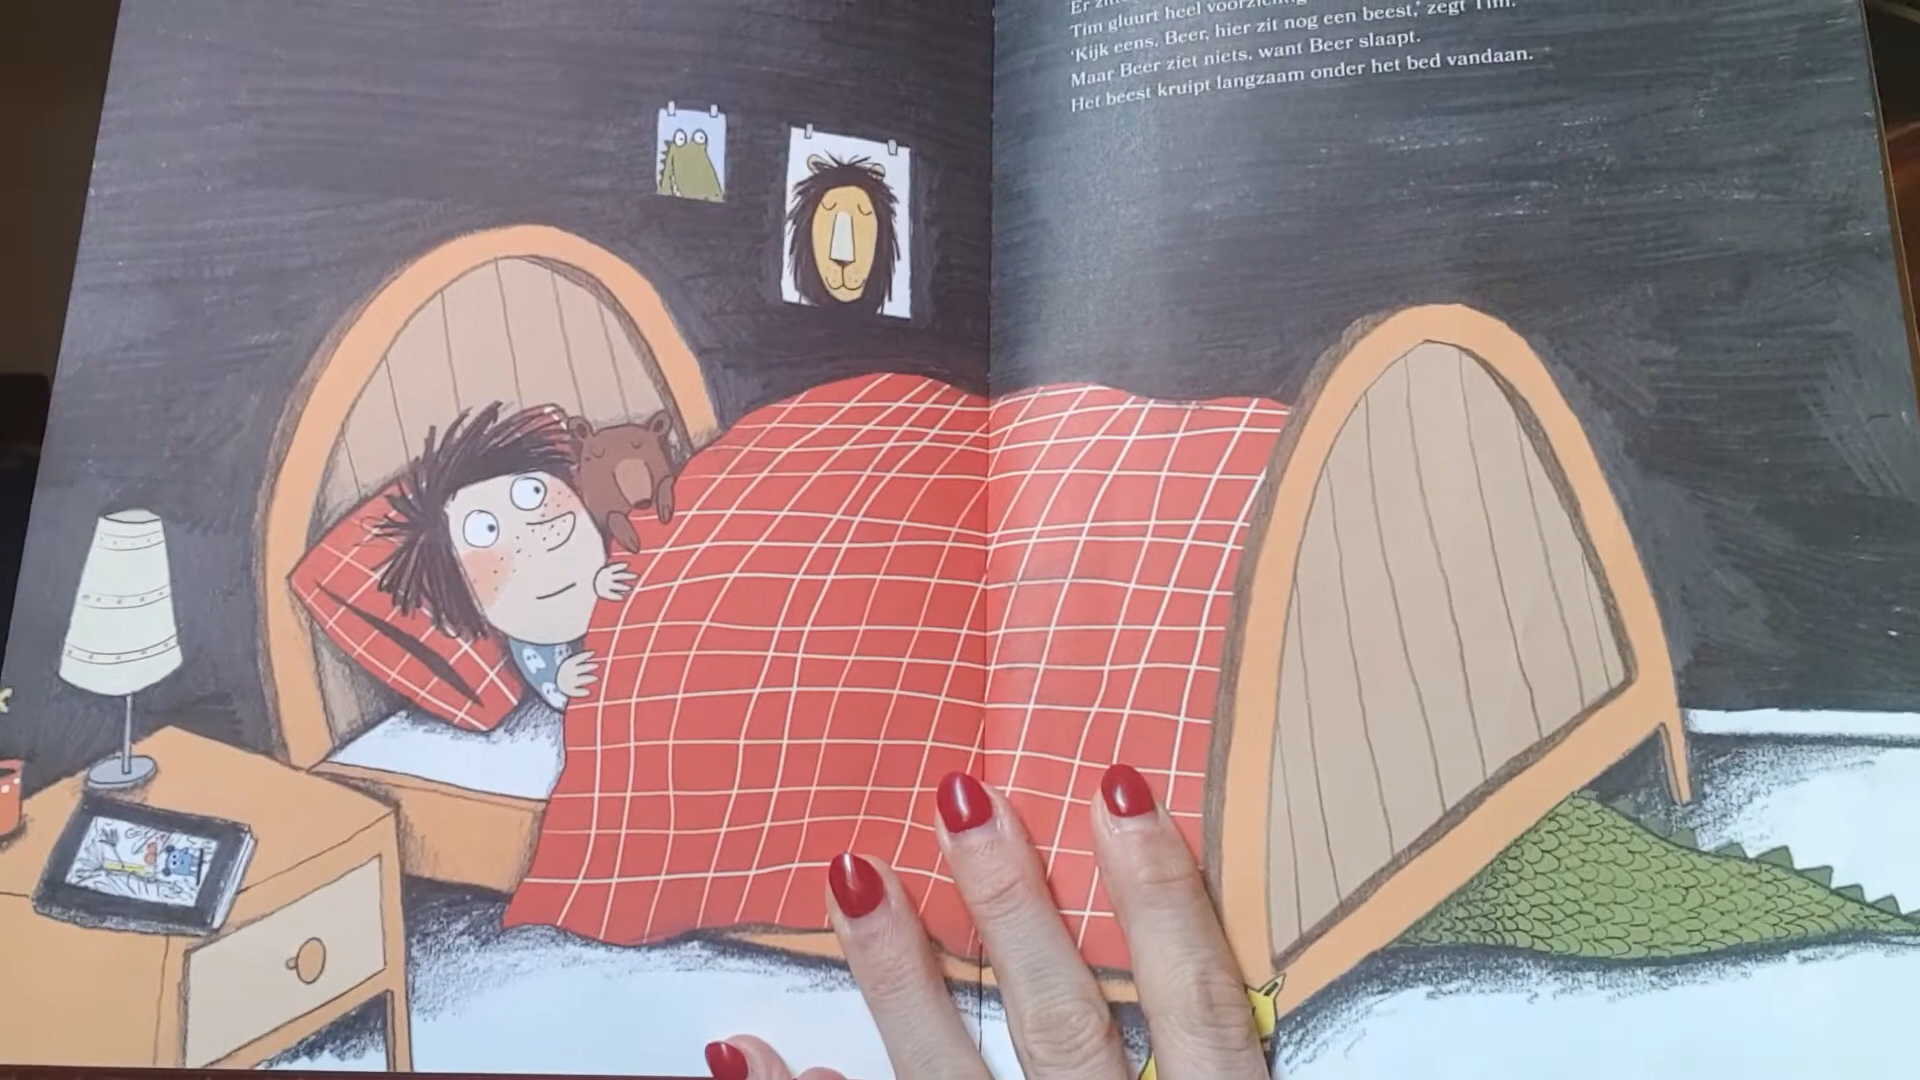 Er
Tim gluurt heel voorzichtig
‘Kijk eens, Beer, hier zit nog een beest,’ zegt Tim.
Maar Beer ziet niets, want Beer slaapt.
Het beest kruipt langzaam onder het bed vandaan.